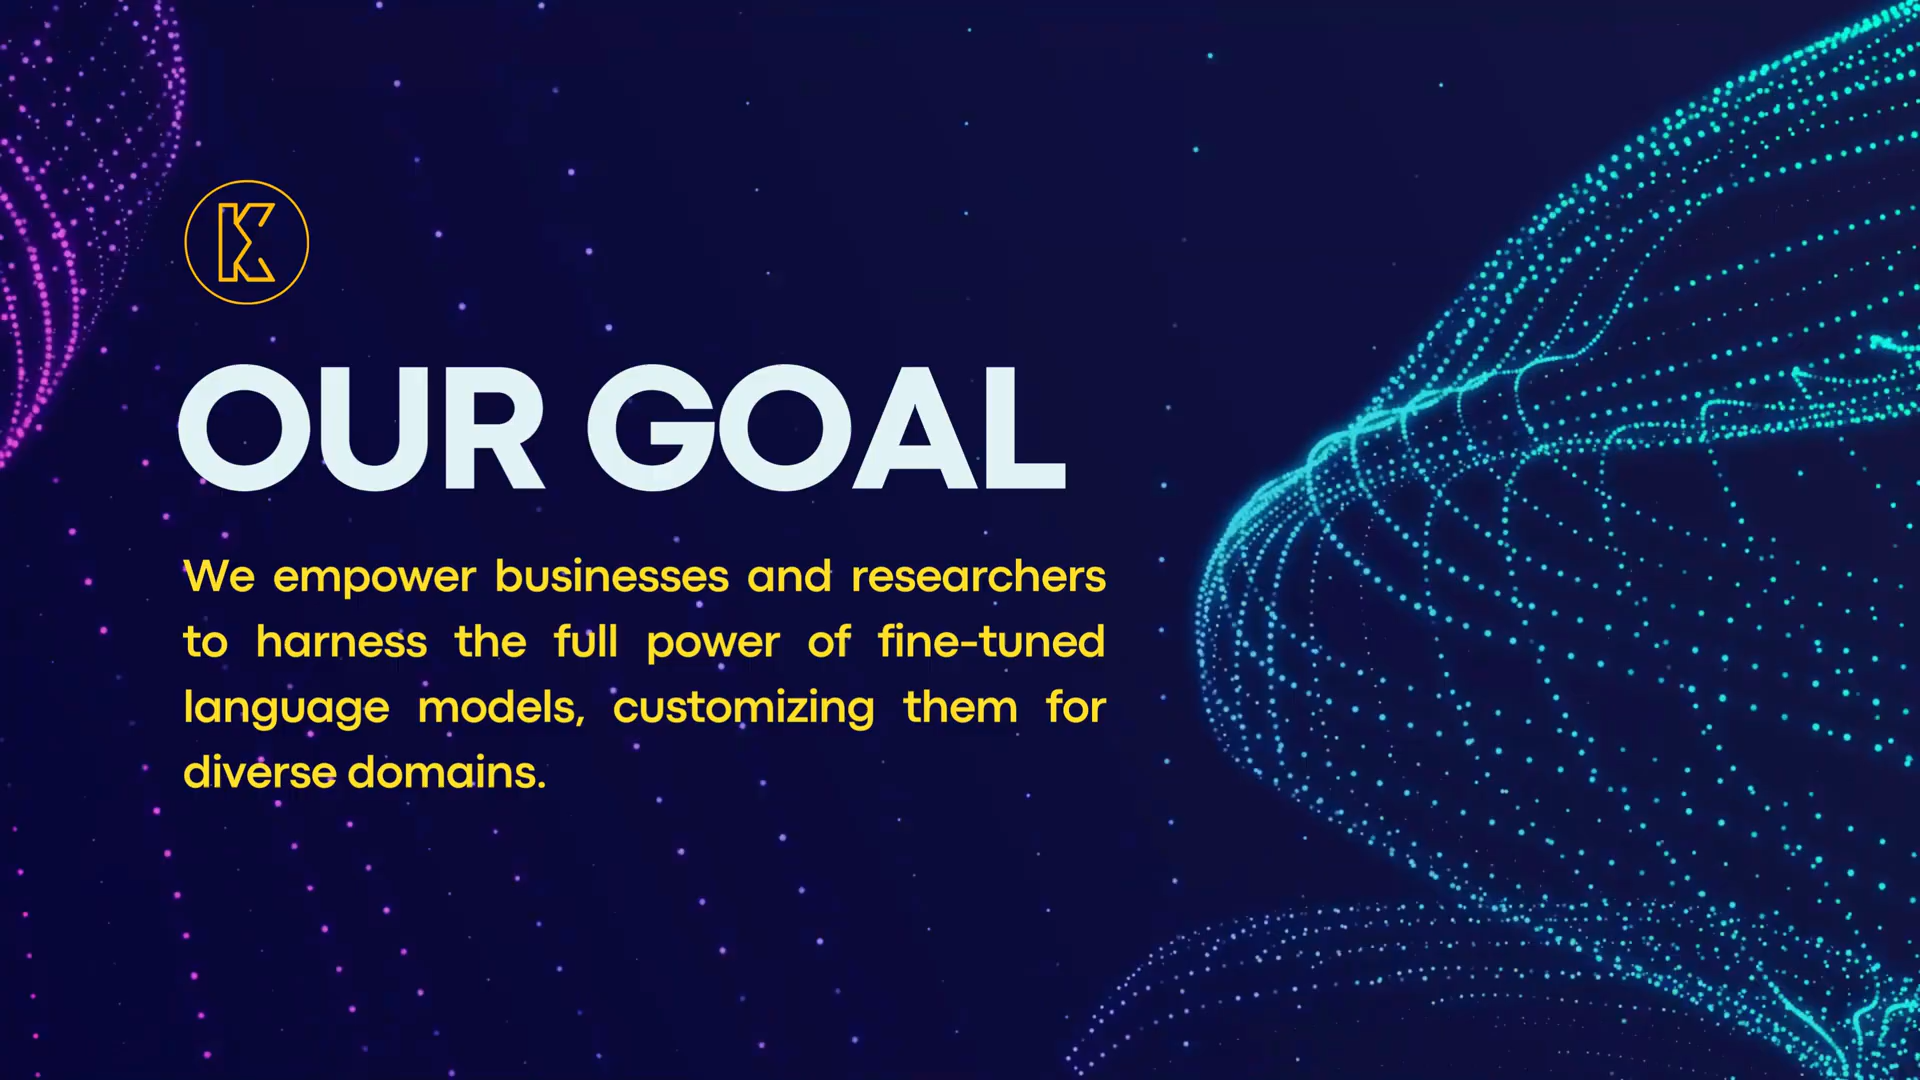 K
OUR GOAL
We empower businesses and researchers
to harness the full power of fine-tuned
language models, customizing them for
diverse domains.